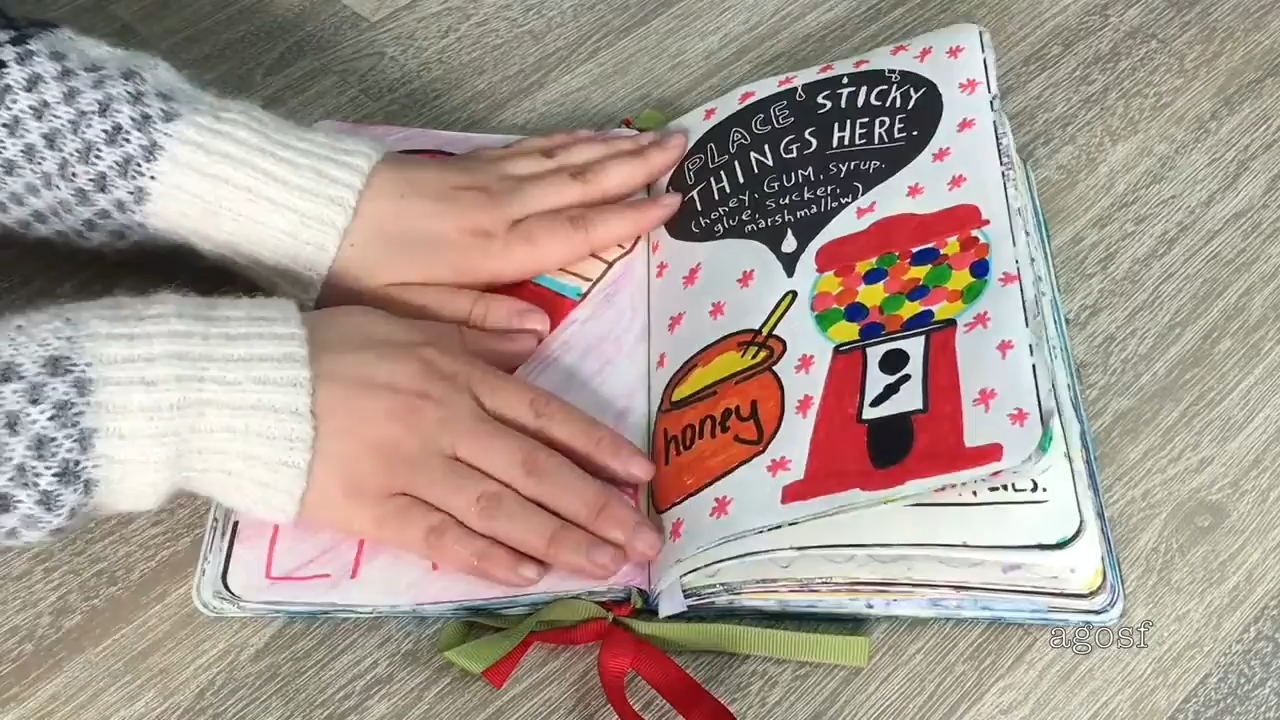 PLACE STICKY
THINGS HERE.
(honey, GUM, syrup.
glue, sucker,
marshmallow)
honey
agosf